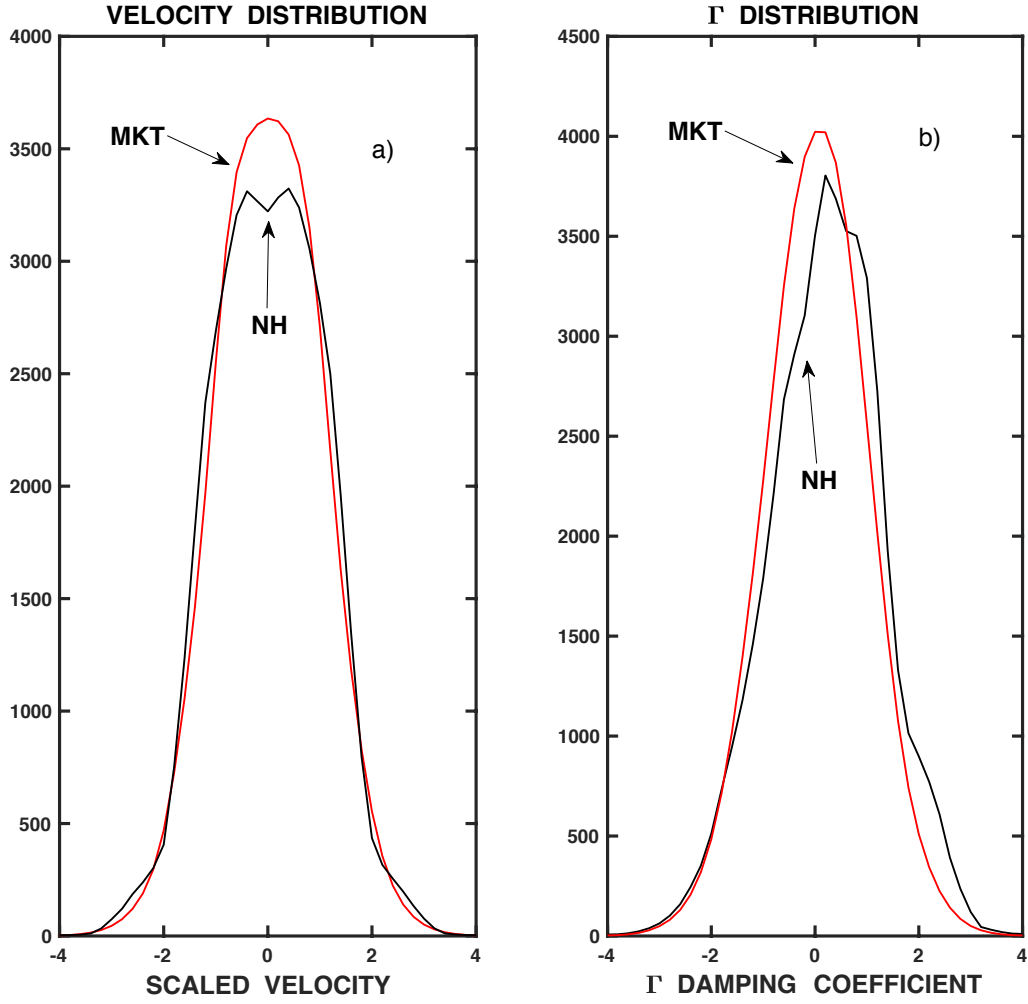 VELOCITY DISTRIBUTION
4000
3500
3000
2500
2000
1500
1000
500
0
-4
-2
0
2
4
SCALED VELOCITY
MKT
NH
a)
Γ DISTRIBUTION
4500
4000
3500
3000
2500
2000
1500
1000
500
0
-4
-2
0
2
4
Γ DAMPING COEFFICIENT
MKT
NH
b)